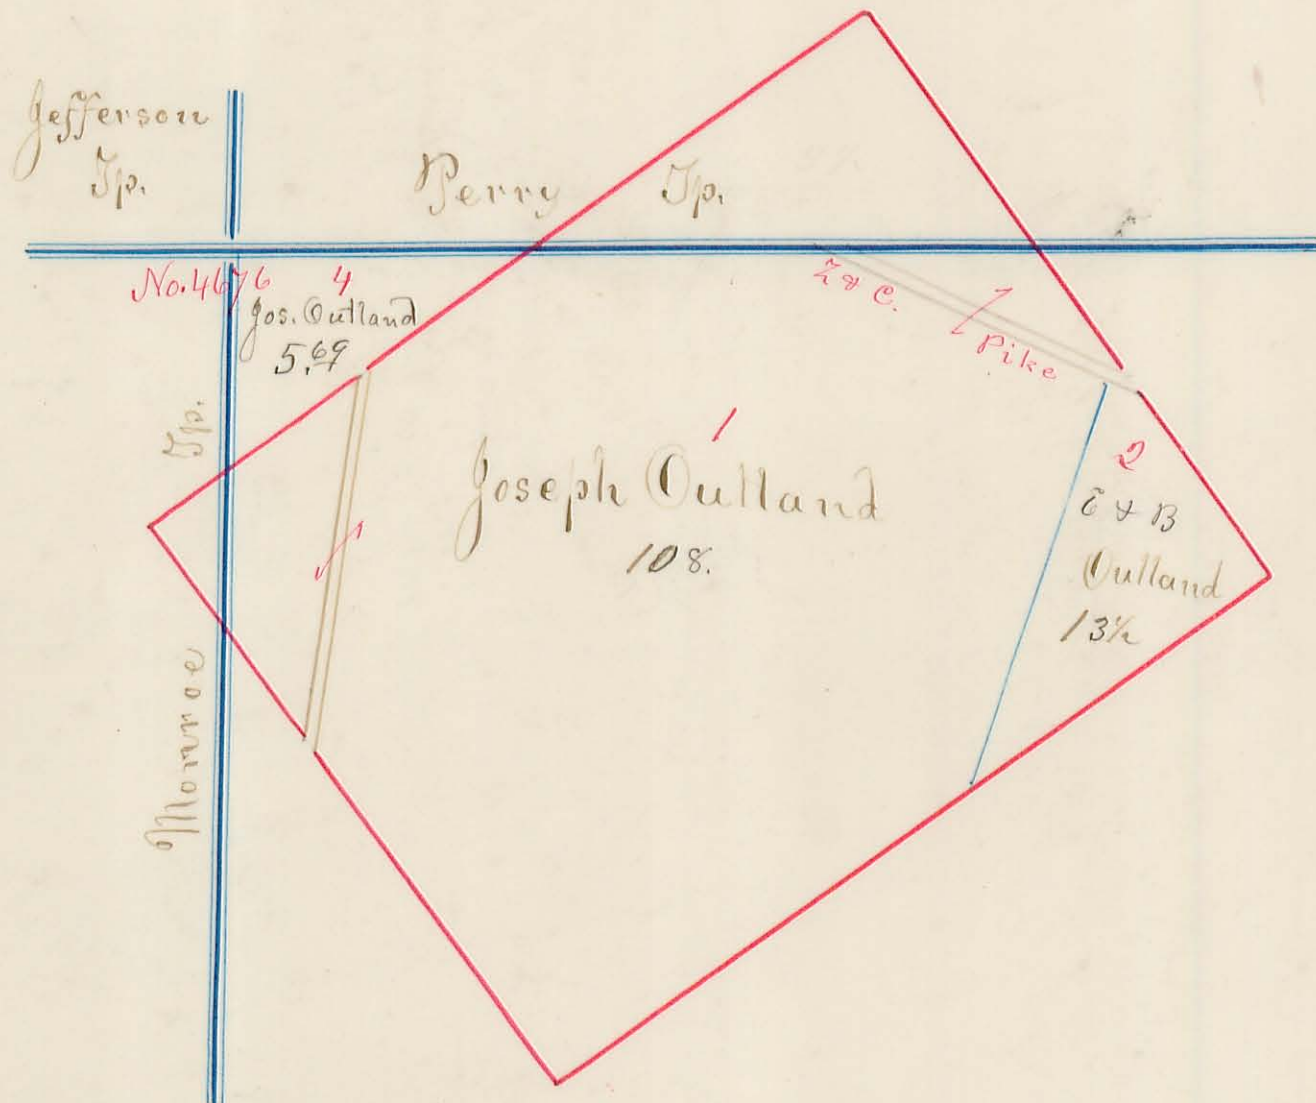 Jefferson
Tp.
Perry Tp.
No. 4676
4
Jos. Outland
5.69
Z & C.
Pike
Monroe Tp.
1
Joseph Outland
108.
2
E & B
Outland
13½